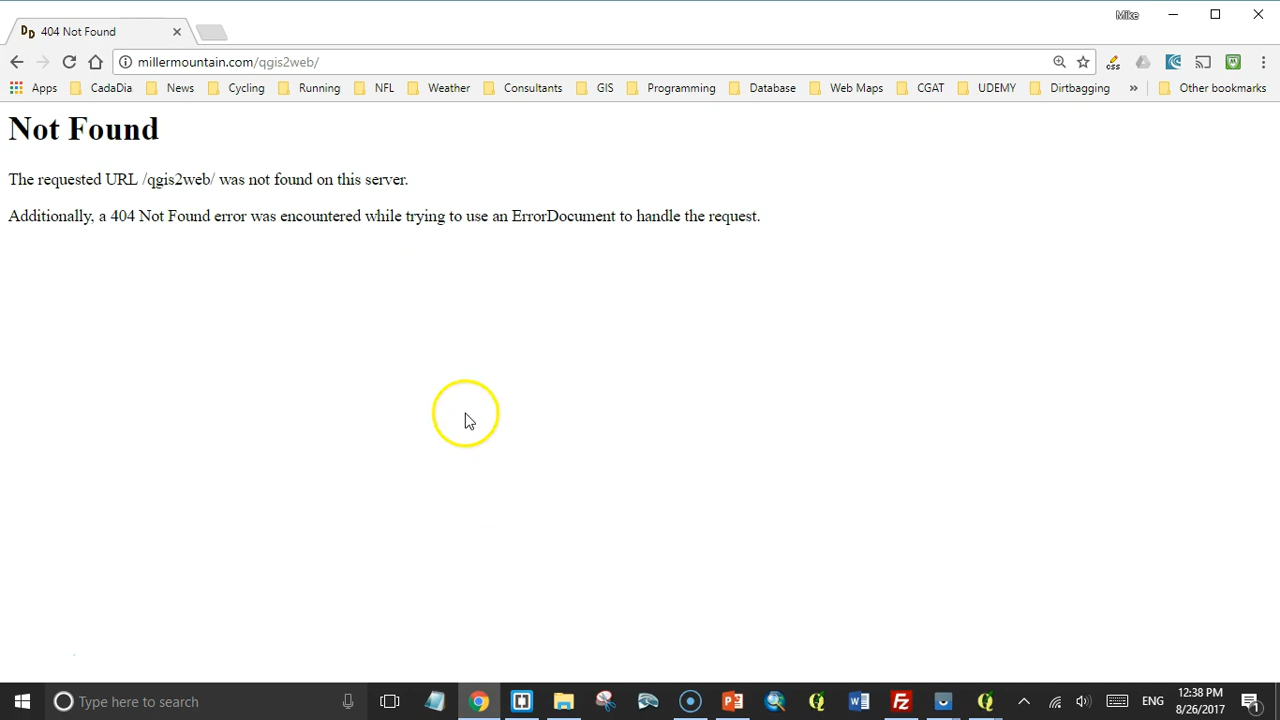 Mike
DD 404 Not Found
millermountain.com/qgis2web/
css
Apps CadaDia News Cycling Running NFL Weather Consultants GIS Programming Database Web Maps CGAT UDEMY Dirtbagging » Other bookmarks
Not Found
The requested URL /qgis2web/ was not found on this server.
Additionally, a 404 Not Found error was encountered while trying to use an ErrorDocument to handle the request.
Type here to search
ENG
12:38 PM
8/26/2017